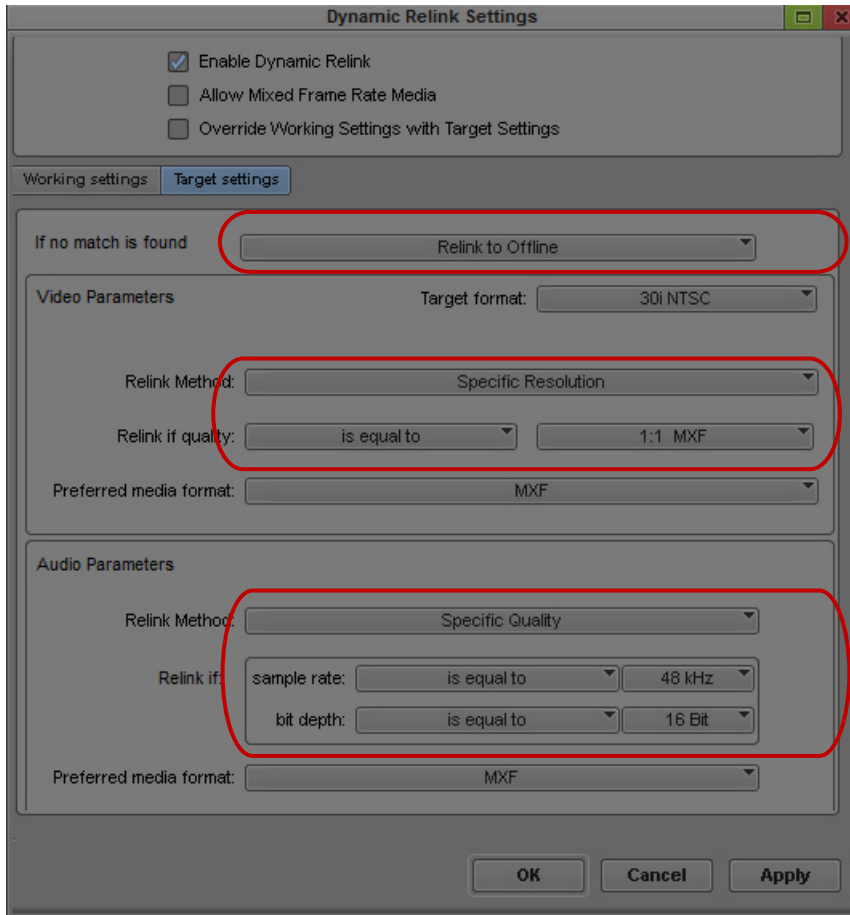 Dynamic Relink Settings
Enable Dynamic Relink
Allow Mixed Frame Rate Media
Override Working Settings with Target Settings
Working settings Target settings
If no match is found Relink to Offline
Video Parameters Target format: 30i NTSC
Relink Method: Specific Resolution
Relink if quality: is equal to 1:1 MXF
Preferred media format: MXF
Audio Parameters
Relink Method: Specific Quality
Relink if: sample rate: is equal to 48 kHz
bit depth: is equal to 16 Bit
Preferred media format: MXF
OK Cancel Apply